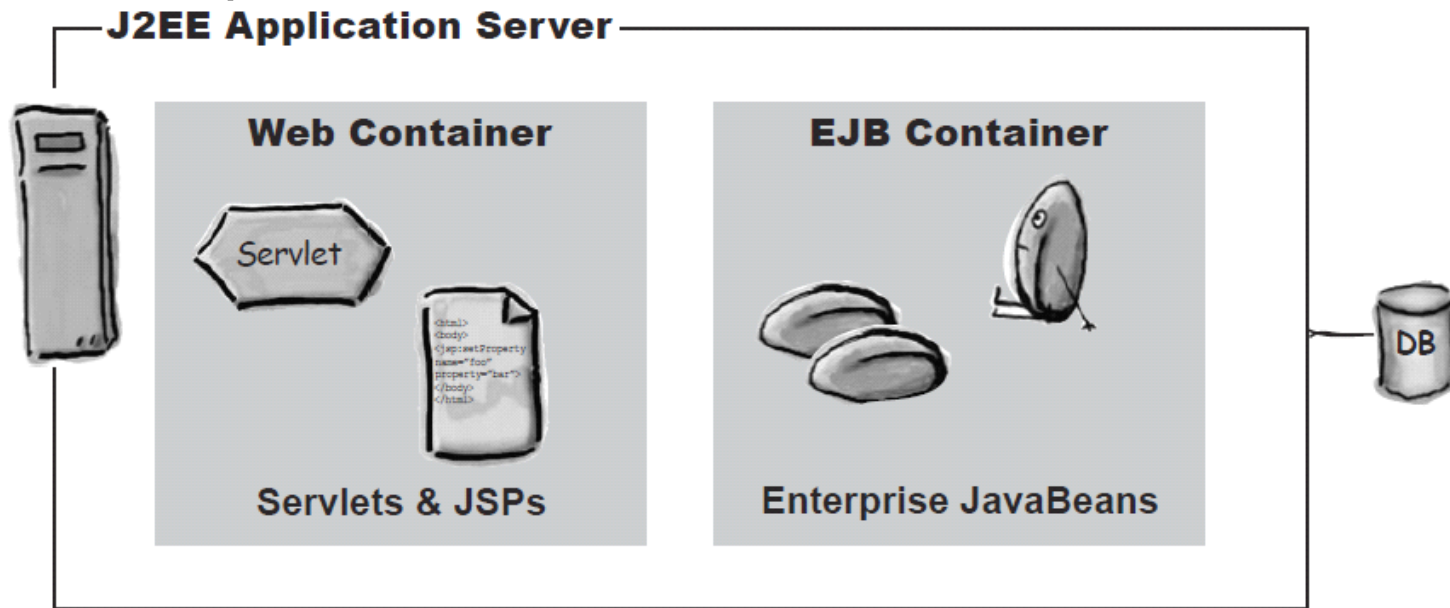 J2EE Application Server
Web Container
Servlet
<html>
<body>
<jsp:setProperty
name="foo"
property="bar">
</body>
</html>
Servlets & JSPs
EJB Container
Enterprise JavaBeans
DB